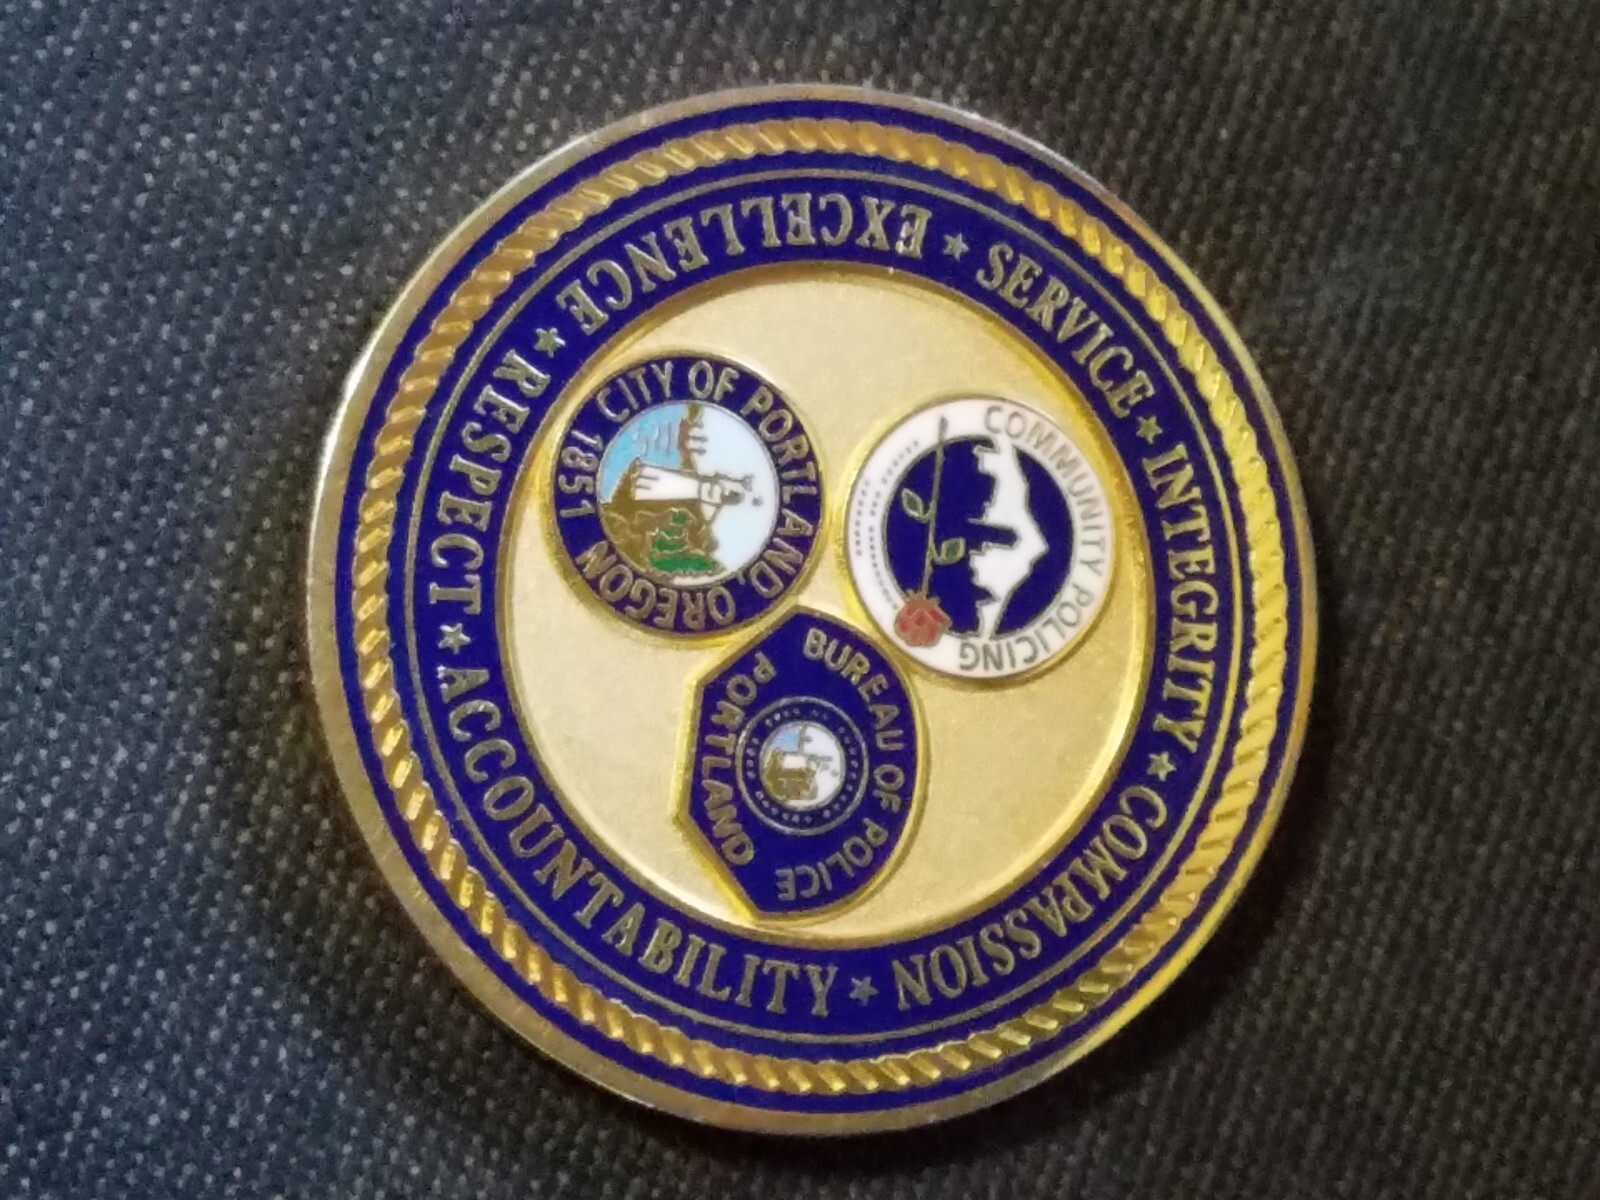 SERVICE ★ INTEGRITY ★ COMPASSION ★ ACCOUNTABILITY ★ RESPECT ★ EXCELLENCE ★
CITY OF PORTLAND, OREGON
1851
COMMUNITY POLICING
BUREAU OF POLICE
PORTLAND